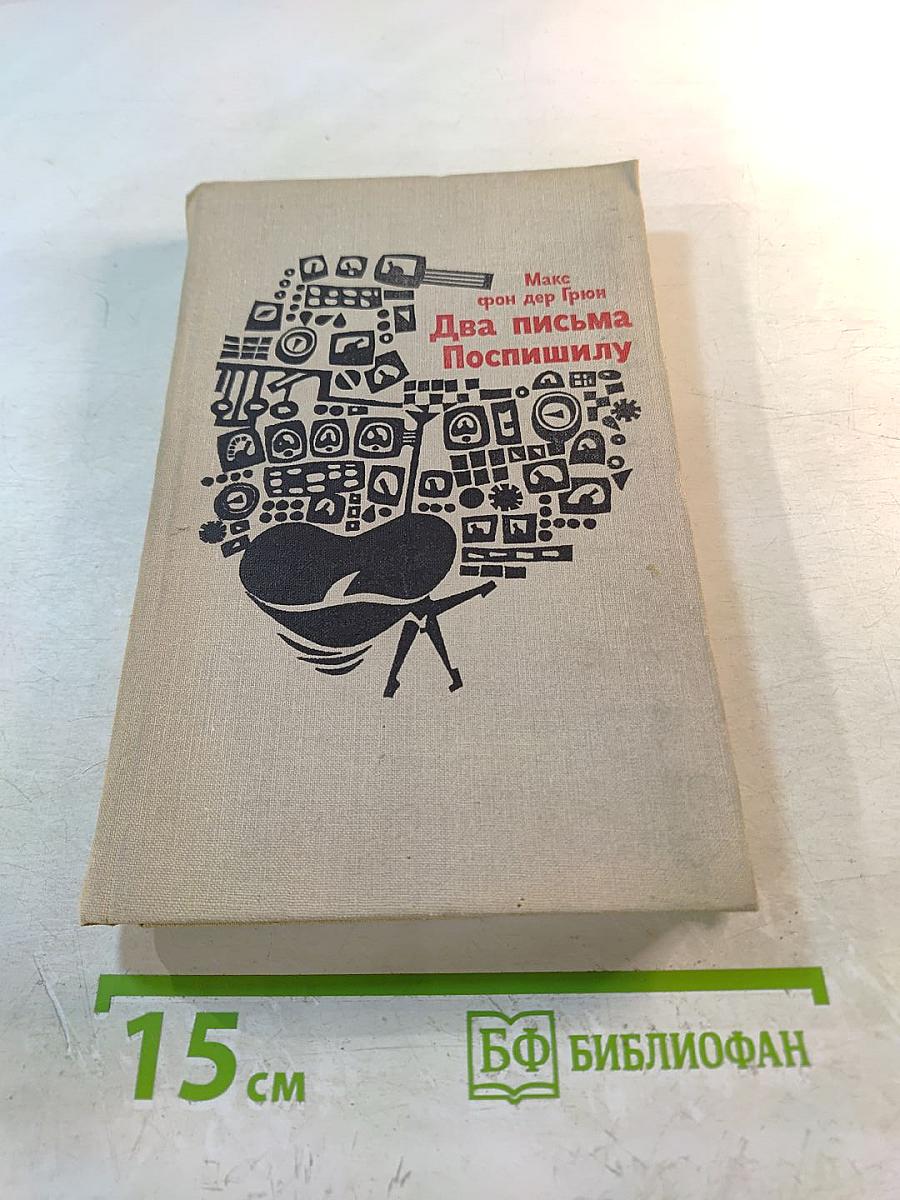 Макс
фон дер Грюн
Два письма
Поспишилу
15 см
БФ БИБЛИОФАН